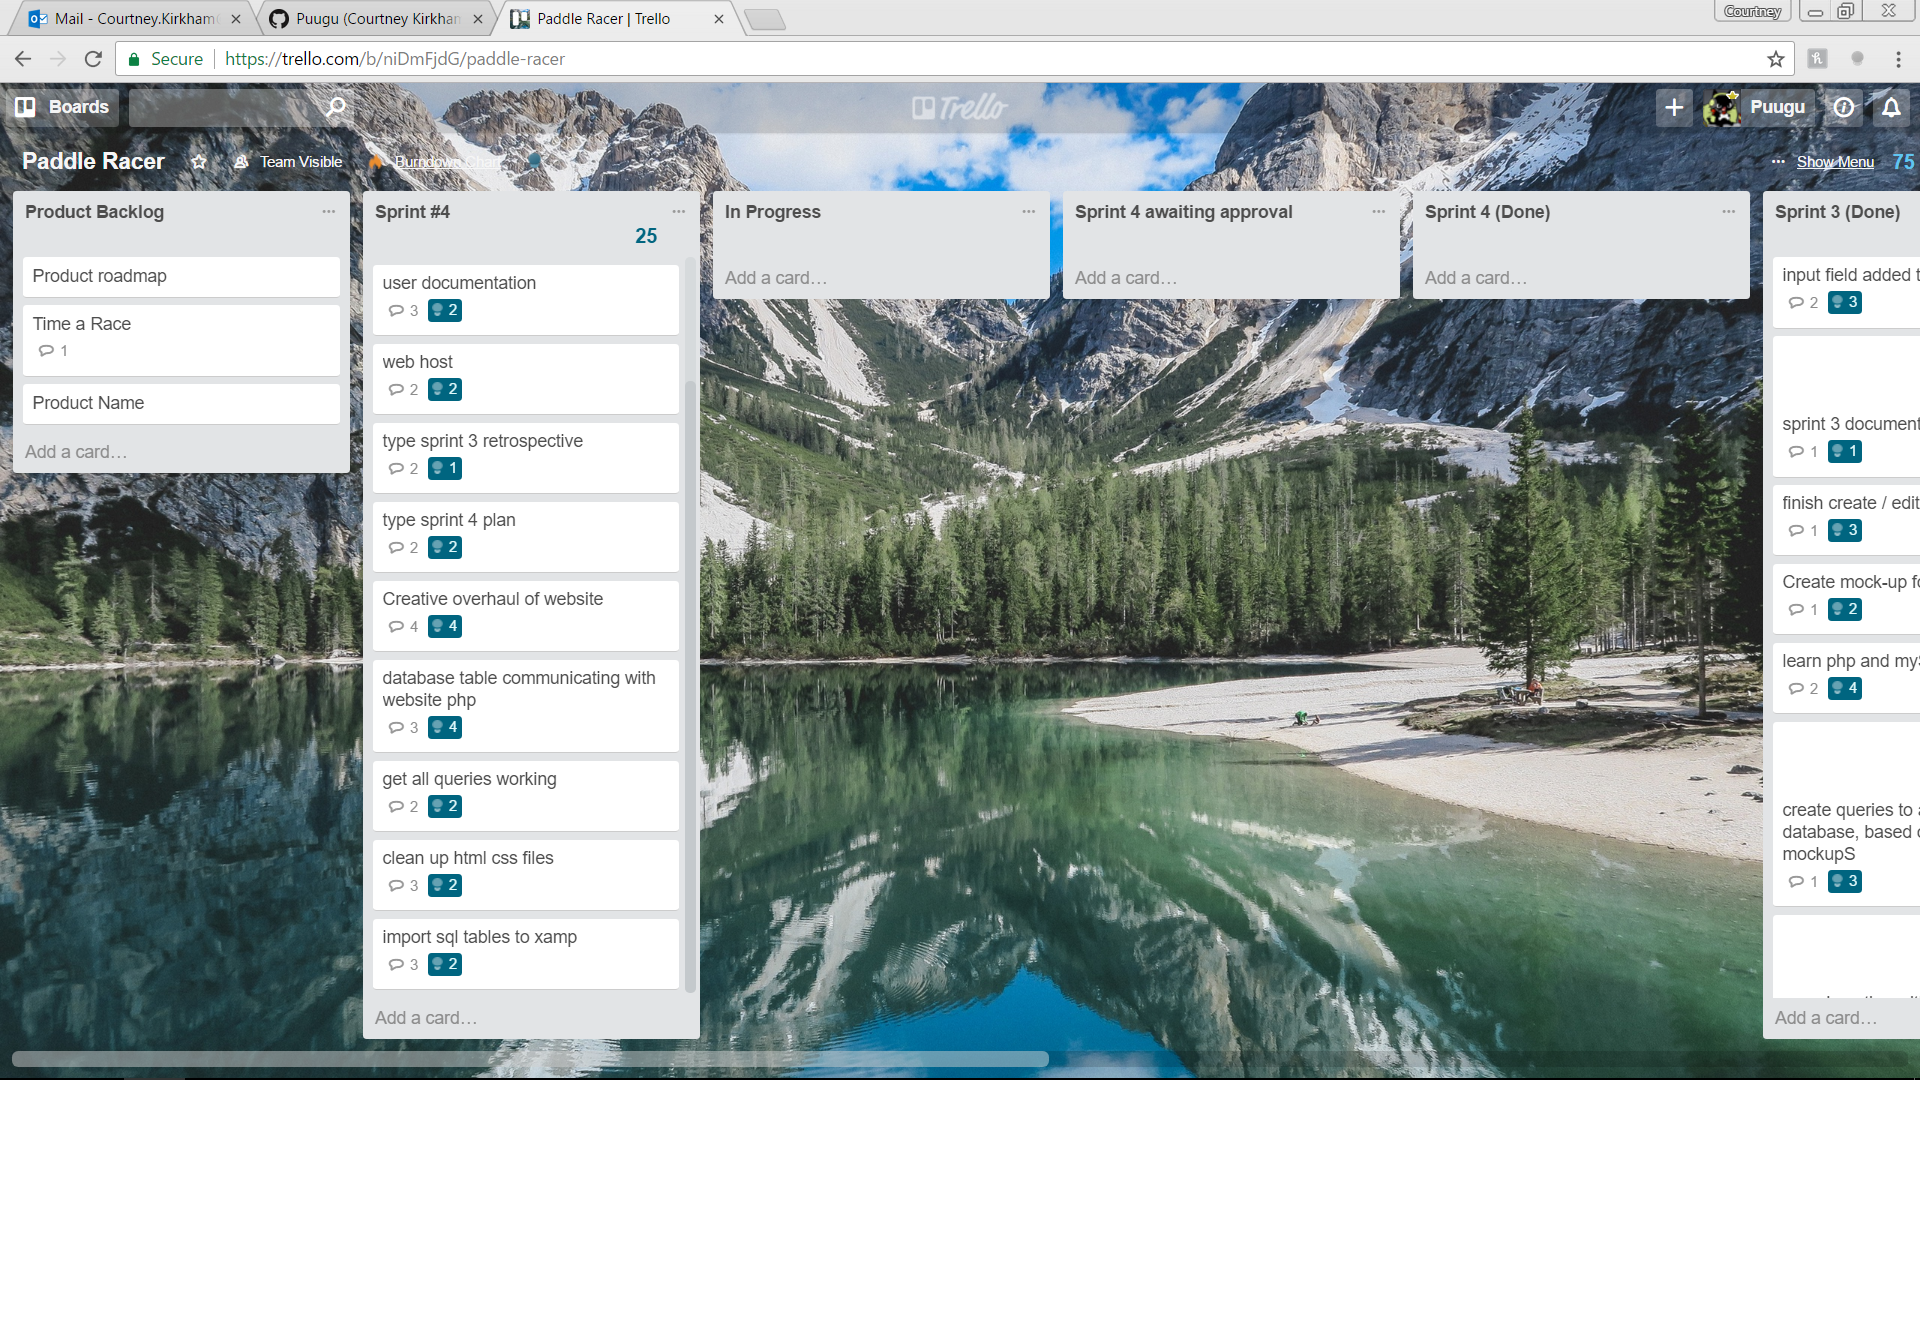 Mail - Courtney.Kirkham
Puugu (Courtney Kirkham
Paddle Racer | Trello
Courtney
Secure
https://trello.com/b/niDmFjdG/paddle-racer
Boards
Trello
Puugu
Paddle Racer
Team Visible
Burndown Chart
Show Menu
75
Product Backlog
Product roadmap
Time a Race
1
Product Name
Add a card…
Sprint #4
25
user documentation
3 2
web host
2 2
type sprint 3 retrospective
2 1
type sprint 4 plan
2 2
Creative overhaul of website
4 4
database table communicating with
website php
3 4
get all queries working
2 2
clean up html css files
3 2
import sql tables to xamp
3 2
Add a card…
In Progress
Add a card…
Sprint 4 awaiting approval
Add a card…
Sprint 4 (Done)
Add a card…
Sprint 3 (Done)
input field added
2 3
sprint 3 document
1 1
finish create / edit
1 3
Create mock-up
1 2
learn php and
2 4
create queries to
database, based
mockupS
1 3
Add a card…